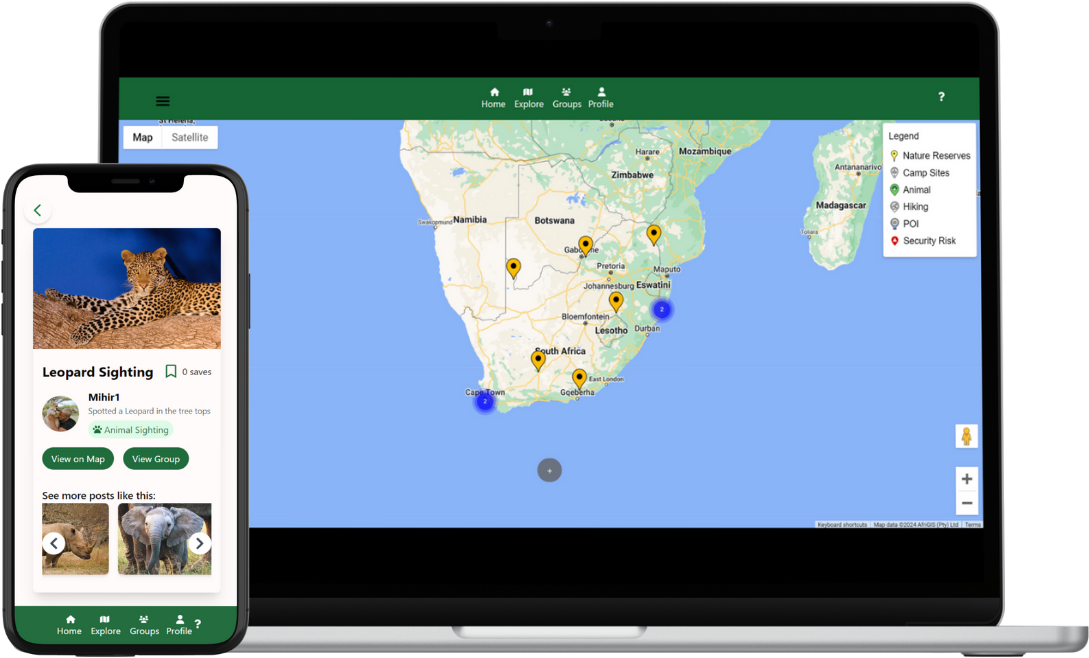 Home Explore Groups Profile ?
St Helena,
Map Satellite
Legend
Nature Reserves
Camp Sites
Animal
Hiking
POI
Security Risk
Harare
Mozambique
Zimbabwe
Antananarivo
Madagascar
Toliara
Swakopmund
Namibia
Botswana
Gaborone
Pretoria
Maputo
Johannesburg
Eswatini
2
Bloemfontein
Lesotho
Durban
South Africa
East London
Cape Town
Gqeberha
2
+
+
−
Keyboard shortcuts Map data ©2024 AfriGIS (Pty) Ltd Terms
Leopard Sighting 0 saves
Mihir1
Spotted a Leopard in the tree tops
Animal Sighting
View on Map View Group
See more posts like this:
Home Explore Groups Profile ?